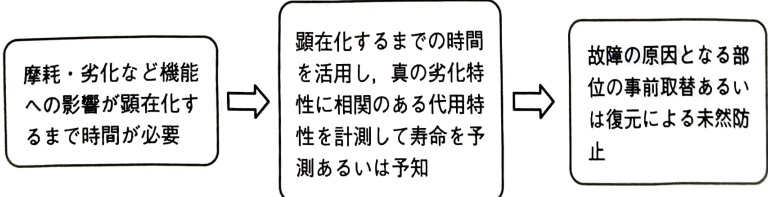 摩耗・劣化など機能
への影響が顕在化す
るまで時間が必要
顕在化するまでの時間
を活用し，真の劣化特
性に相関のある代用特
性を計測して寿命を予
測あるいは予知
故障の原因となる部
位の事前取替あるい
は復元による未然防
止